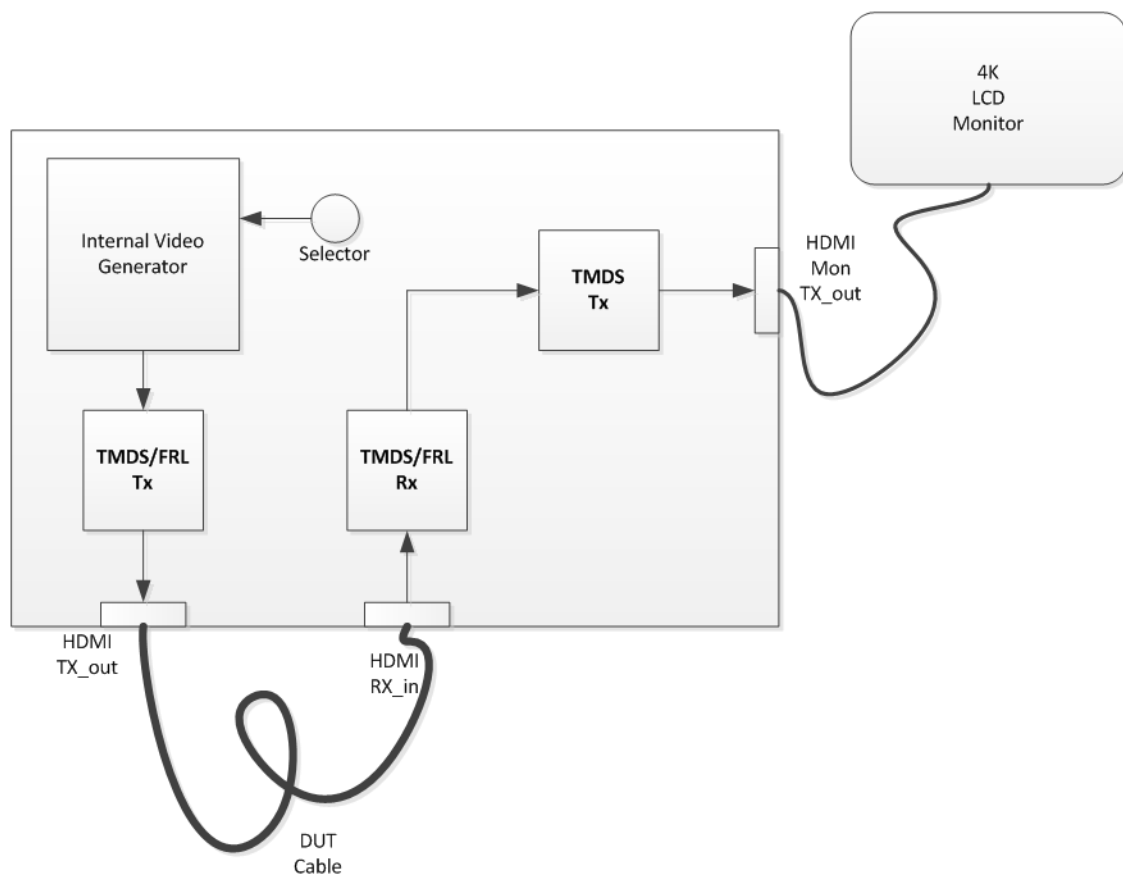 4K
LCD
Monitor
Internal Video
Generator
Selector
TMDS
Tx
HDMI
Mon
TX_out
TMDS/FRL
Tx
TMDS/FRL
Rx
HDMI
TX_out
HDMI
RX_in
DUT
Cable